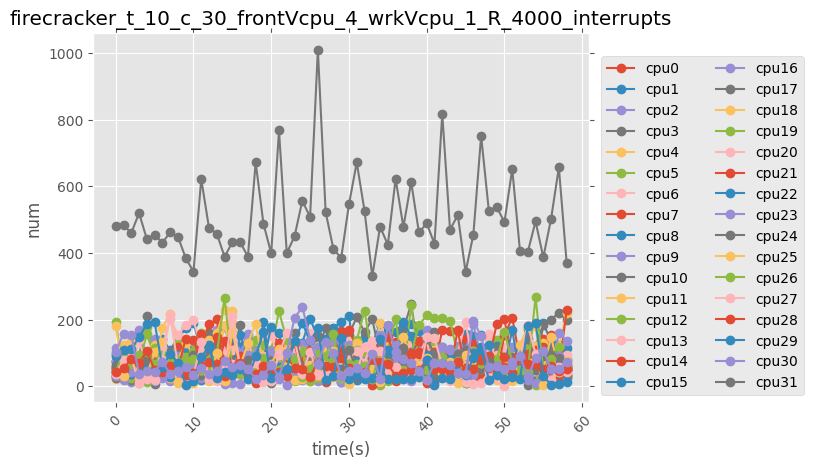 firecracker_t_10_c_30_frontVcpu_4_wrkVcpu_1_R_4000_interrupts
1000
800
600
400
200
0
num
0
10
20
30
40
50
60
time(s)
cpu0
cpu1
cpu2
cpu3
cpu4
cpu5
cpu6
cpu7
cpu8
cpu9
cpu10
cpu11
cpu12
cpu13
cpu14
cpu15
cpu16
cpu17
cpu18
cpu19
cpu20
cpu21
cpu22
cpu23
cpu24
cpu25
cpu26
cpu27
cpu28
cpu29
cpu30
cpu31